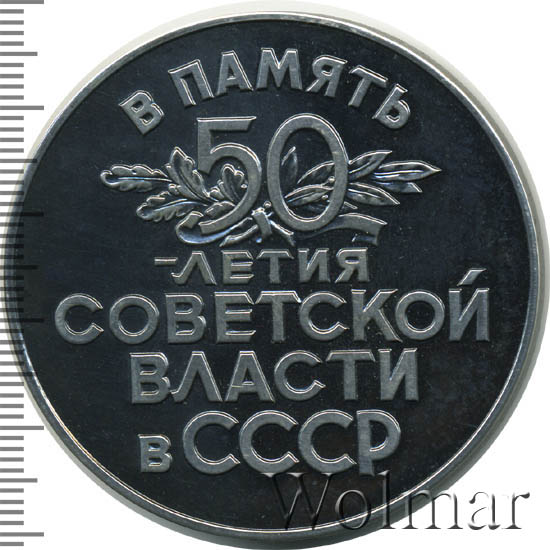 В ПАМЯТЬ
50
-ЛЕТИЯ
СОВЕТСКОЙ
ВЛАСТИ
В СССР
Wolmar